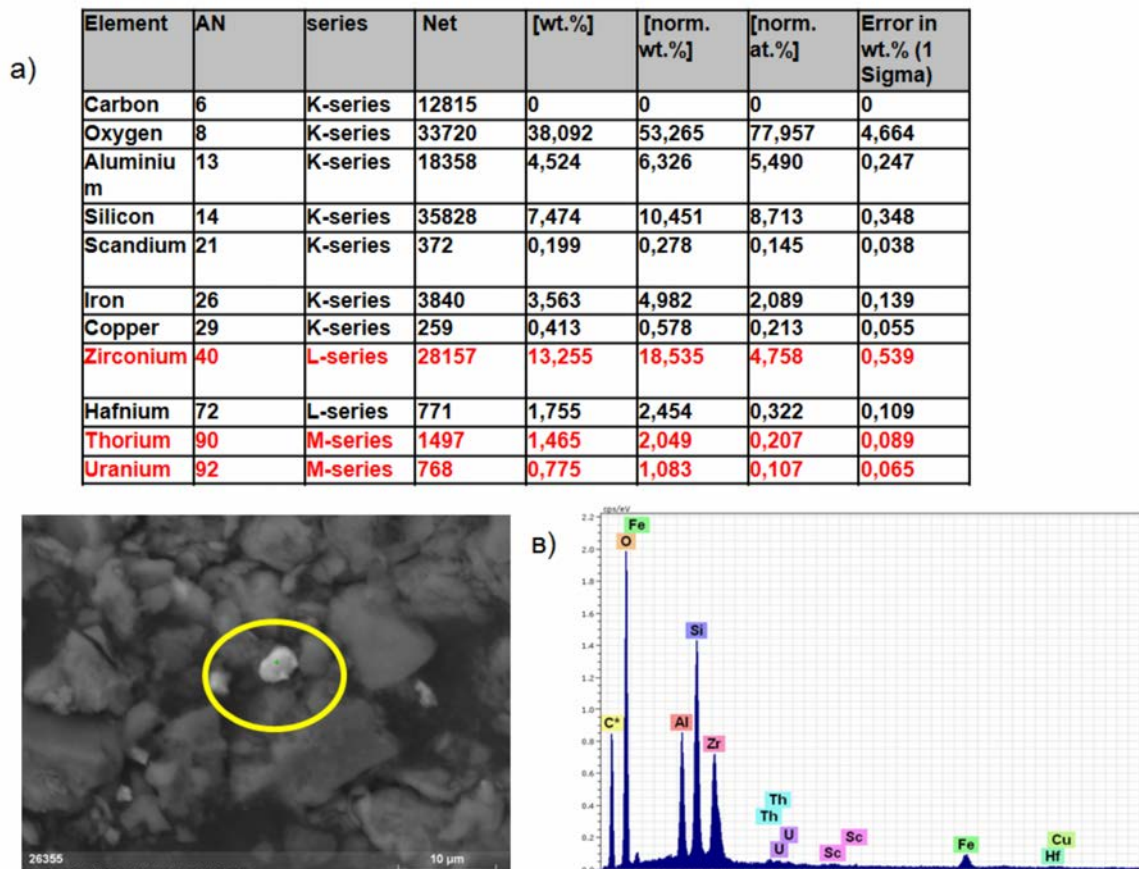 a)
Element AN series Net [wt.%] [norm. wt.%] [norm. at.%] Error in wt.% (1 Sigma)
Carbon 6 K-series 12815 0 0 0 0
Oxygen 8 K-series 33720 38,092 53,265 77,957 4,664
Aluminium 13 K-series 18358 4,524 6,326 5,490 0,247
Silicon 14 K-series 35828 7,474 10,451 8,713 0,348
Scandium 21 K-series 372 0,199 0,278 0,145 0,038
Iron 26 K-series 3840 3,563 4,982 2,089 0,139
Copper 29 K-series 259 0,413 0,578 0,213 0,055
Zirconium 40 L-series 28157 13,255 18,535 4,758 0,539
Hafnium 72 L-series 771 1,755 2,454 0,322 0,109
Thorium 90 M-series 1497 1,465 2,049 0,207 0,089
Uranium 92 M-series 768 0,775 1,083 0,107 0,065
26355 10 µm
в)
cps/eV
2.2
Fe
O
2.0
1.8
1.6
Si
1.4
1.2
1.0
C* Al
0.8
Zr
0.6
0.4
Th
Th
0.2
U
U
Sc
Sc
Fe
Cu
Hf
0.0